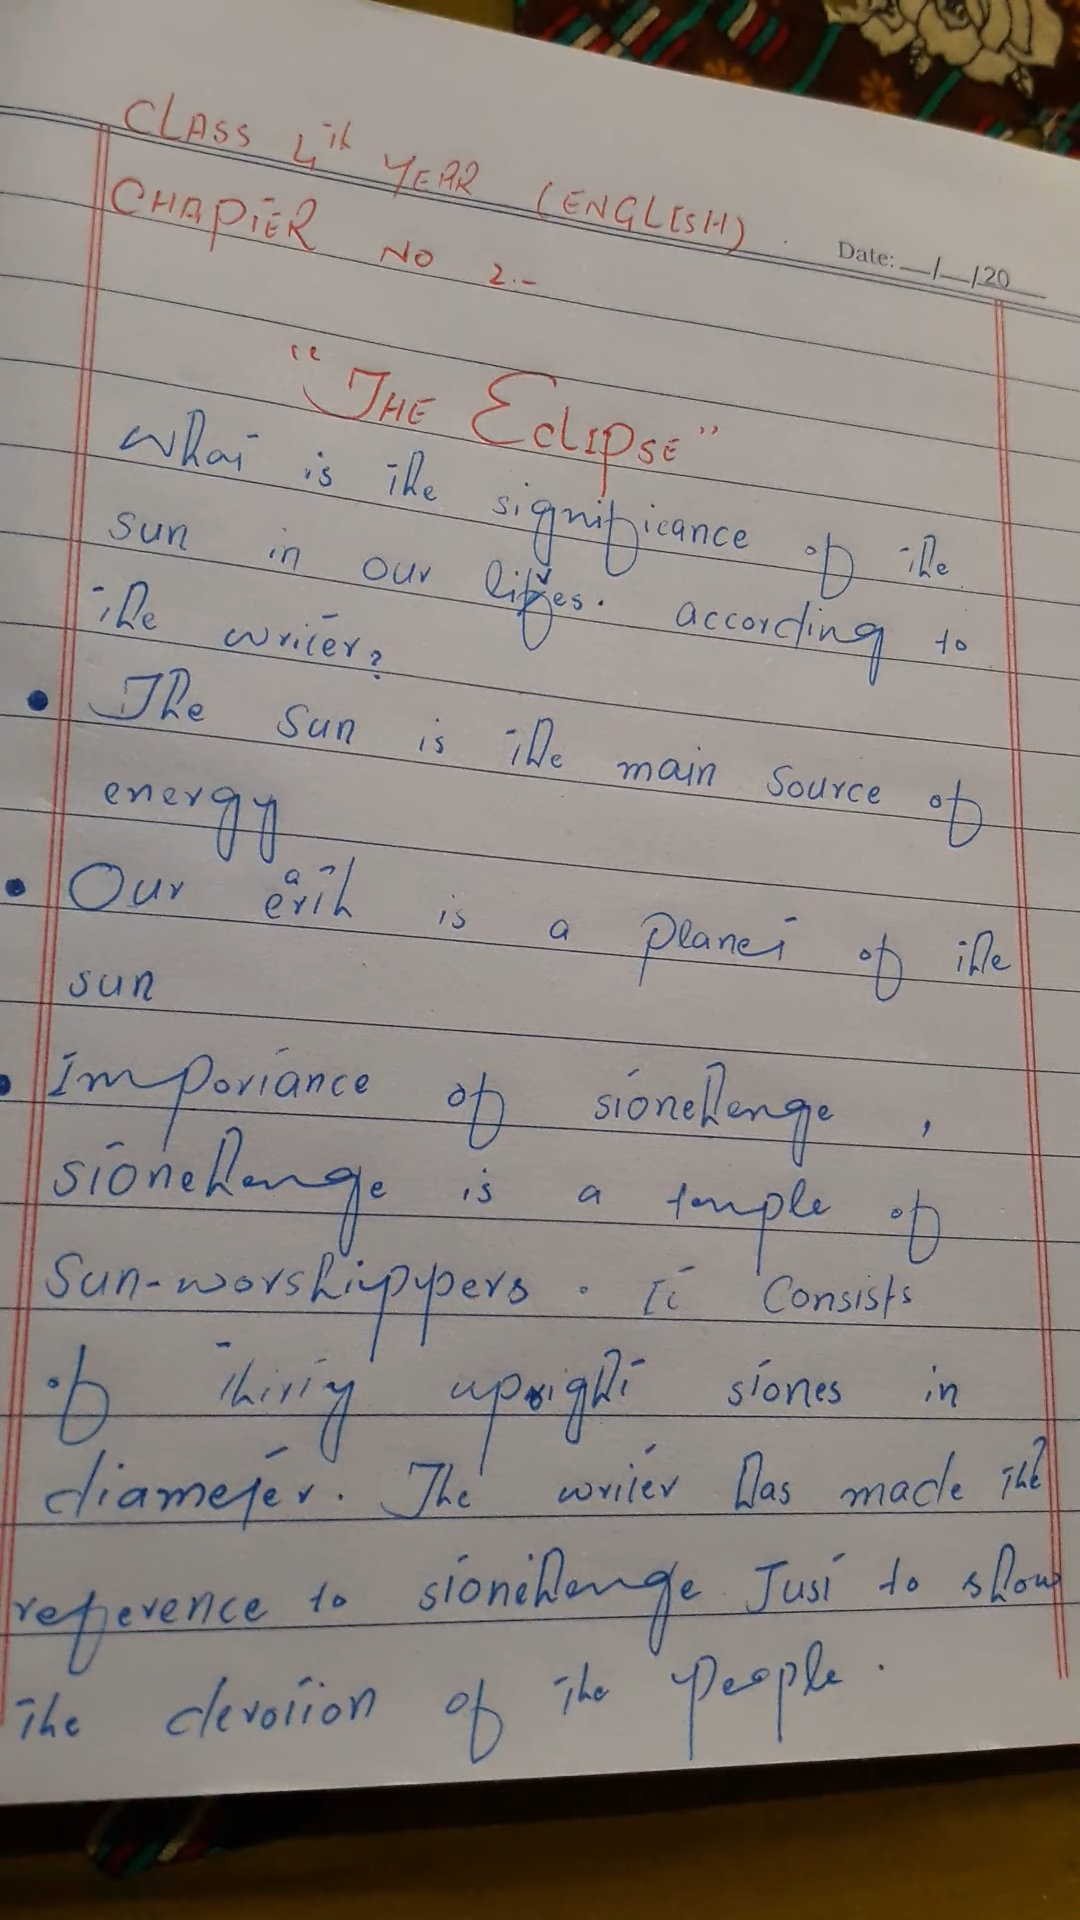 CLASS 4th YEAR (ENGLISH).
CHAPTER NO 2.-
Date: __/__/20__
"THE EclipSE"
What is the significance of the
sun in our lives. according to
the writer?
• The Sun is the main source of
energy
• Our earth is a planet of the
sun
• Importance of stonehenge,
stonehenge is a temple of
Sun-worshippers. It Consists
of thirty upright stones in
diameter. The writer has made the
reference to stonehenge Just to show
the devotion of the people.